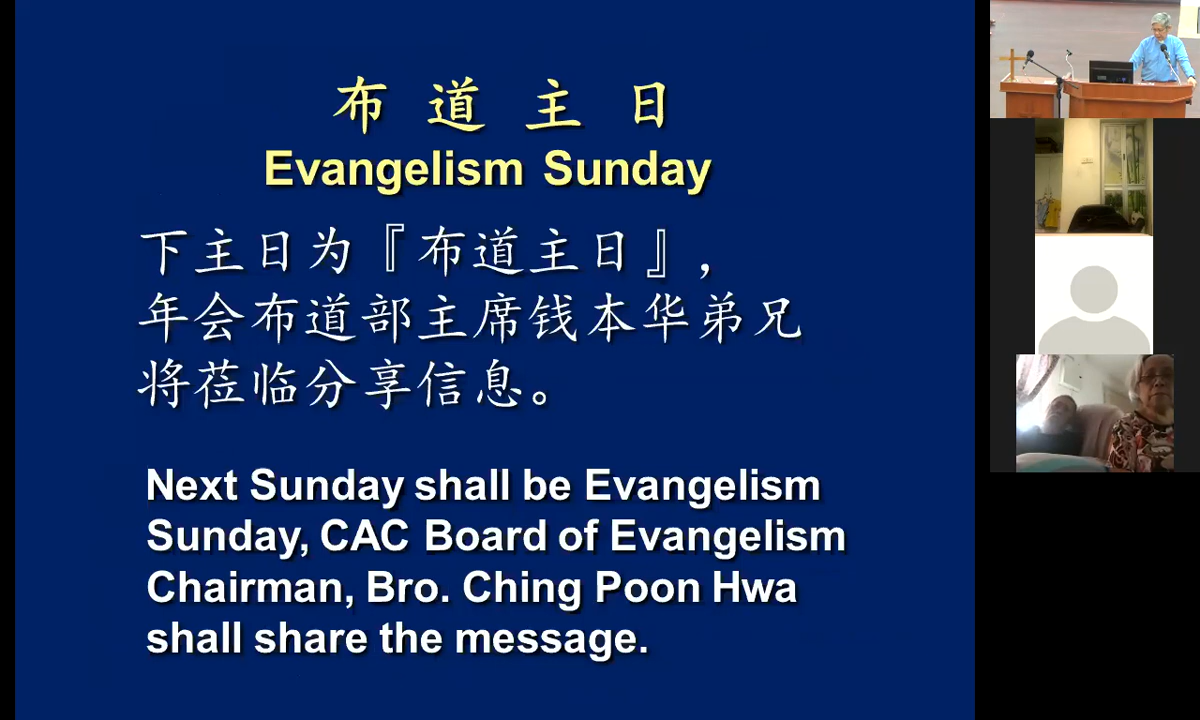 布道主日
Evangelism Sunday
下主日为『布道主日』，
年会布道部主席钱本华弟兄
将莅临分享信息。
Next Sunday shall be Evangelism
Sunday, CAC Board of Evangelism
Chairman, Bro. Ching Poon Hwa
shall share the message.